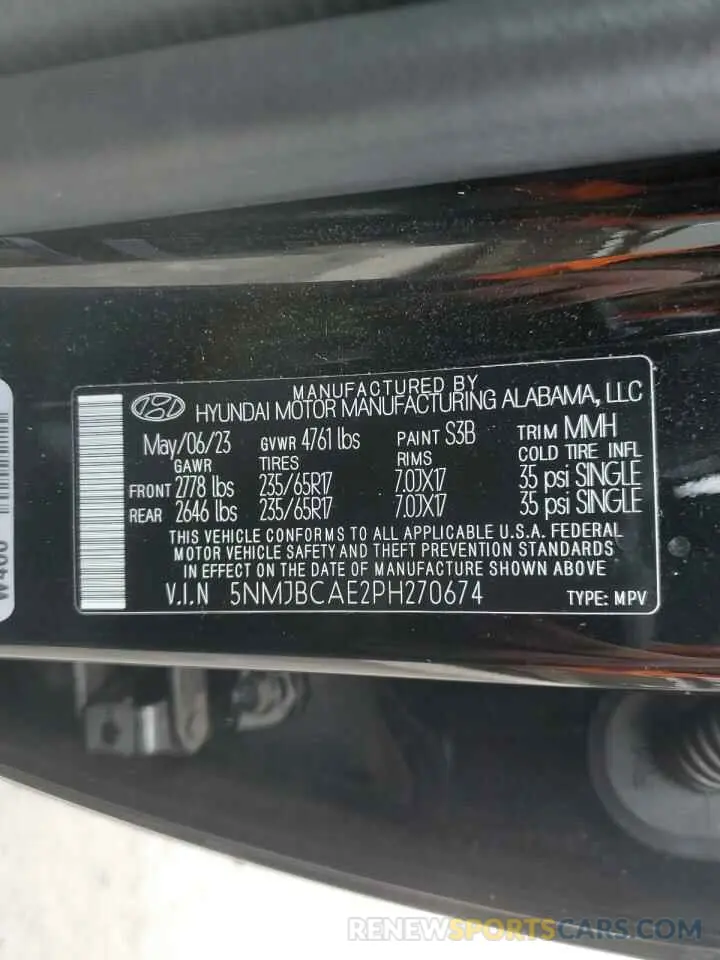 MANUFACTURED BY
HYUNDAI MOTOR MANUFACTURING ALABAMA, LLC
May/06/23 GVWR 4761 lbs PAINT S3B TRIM MMH
GAWR TIRES RIMS COLD TIRE INFL
FRONT 2778 lbs 235/65R17 7.0JX17 35 psi SINGLE
REAR 2646 lbs 235/65R17 7.0JX17 35 psi SINGLE
THIS VEHICLE CONFORMS TO ALL APPLICABLE U.S.A. FEDERAL
MOTOR VEHICLE SAFETY AND THEFT PREVENTION STANDARDS
IN EFFECT ON THE DATE OF MANUFACTURE SHOWN ABOVE
V.I.N 5NMJBCAE2PH270674 TYPE: MPV
RENEWSPORTSCARS.COM